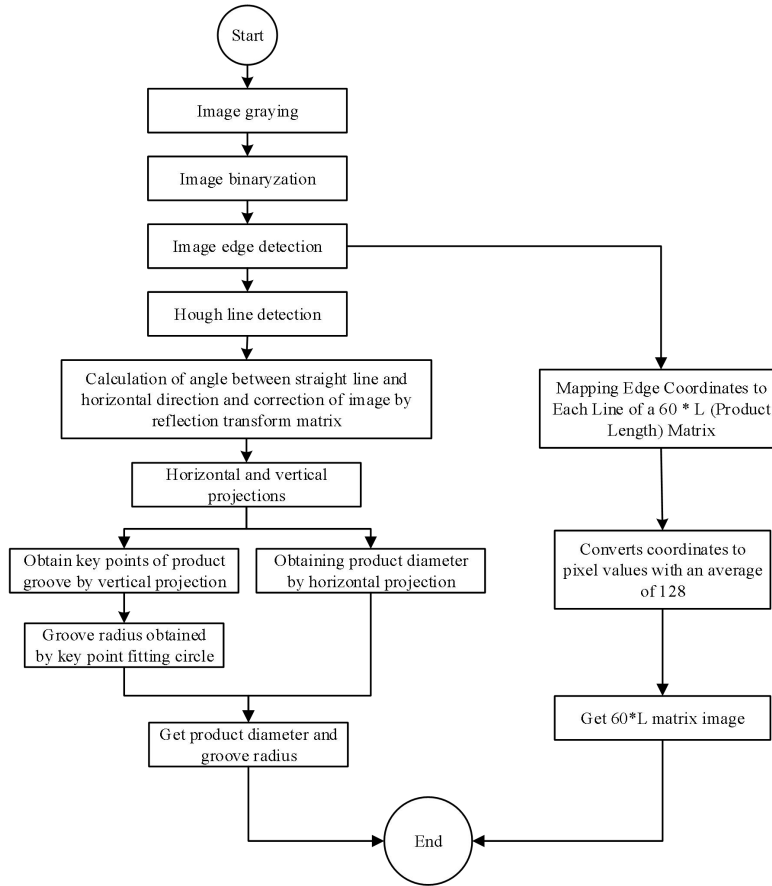 Start
Image graying
Image binaryzation
Image edge detection
Hough line detection
Calculation of angle between straight line and
horizontal direction and correction of image by
reflection transform matrix
Horizontal and vertical
projections
Obtain key points of product
groove by vertical projection
Obtaining product diameter
by horizontal projection
Groove radius obtained
by key point fitting circle
Get product diameter and
groove radius
Mapping Edge Coordinates to
Each Line of a 60 * L (Product
Length) Matrix
Converts coordinates to
pixel values with an average
of 128
Get 60*L matrix image
End